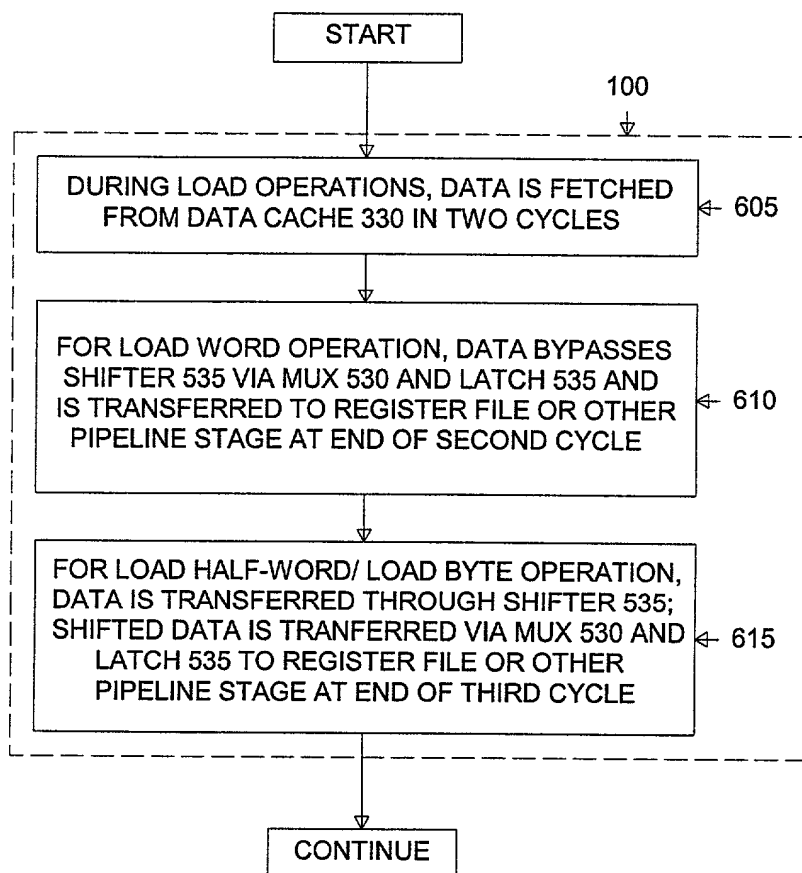 START
100
DURING LOAD OPERATIONS, DATA IS FETCHED
FROM DATA CACHE 330 IN TWO CYCLES
605
FOR LOAD WORD OPERATION, DATA BYPASSES
SHIFTER 535 VIA MUX 530 AND LATCH 535 AND
IS TRANSFERRED TO REGISTER FILE OR OTHER
PIPELINE STAGE AT END OF SECOND CYCLE
610
FOR LOAD HALF-WORD/ LOAD BYTE OPERATION,
DATA IS TRANSFERRED THROUGH SHIFTER 535;
SHIFTED DATA IS TRANFERRED VIA MUX 530 AND
LATCH 535 TO REGISTER FILE OR OTHER
PIPELINE STAGE AT END OF THIRD CYCLE
615
CONTINUE